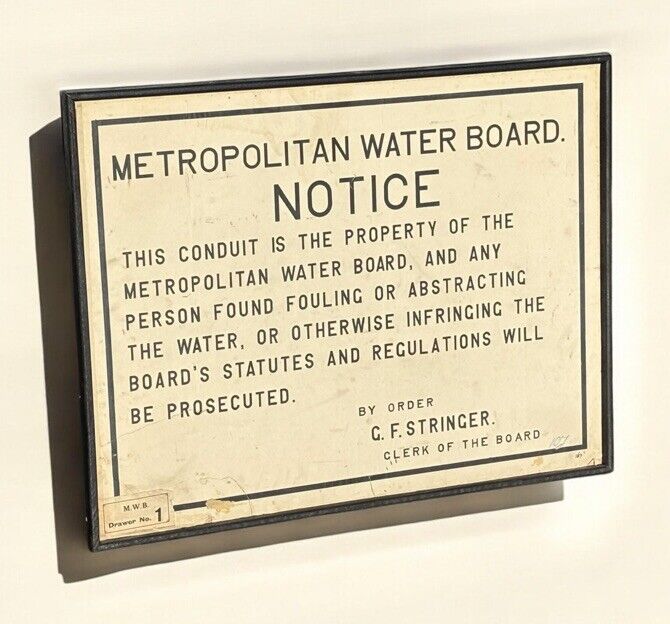 METROPOLITAN WATER BOARD.
NOTICE
THIS CONDUIT IS THE PROPERTY OF THE
METROPOLITAN WATER BOARD, AND ANY
PERSON FOUND FOULING OR ABSTRACTING
THE WATER, OR OTHERWISE INFRINGING THE
BOARD'S STATUTES AND REGULATIONS WILL
BE PROSECUTED.
BY ORDER
G. F. STRINGER.
CLERK OF THE BOARD
M.W.B.
Drawer No. 1